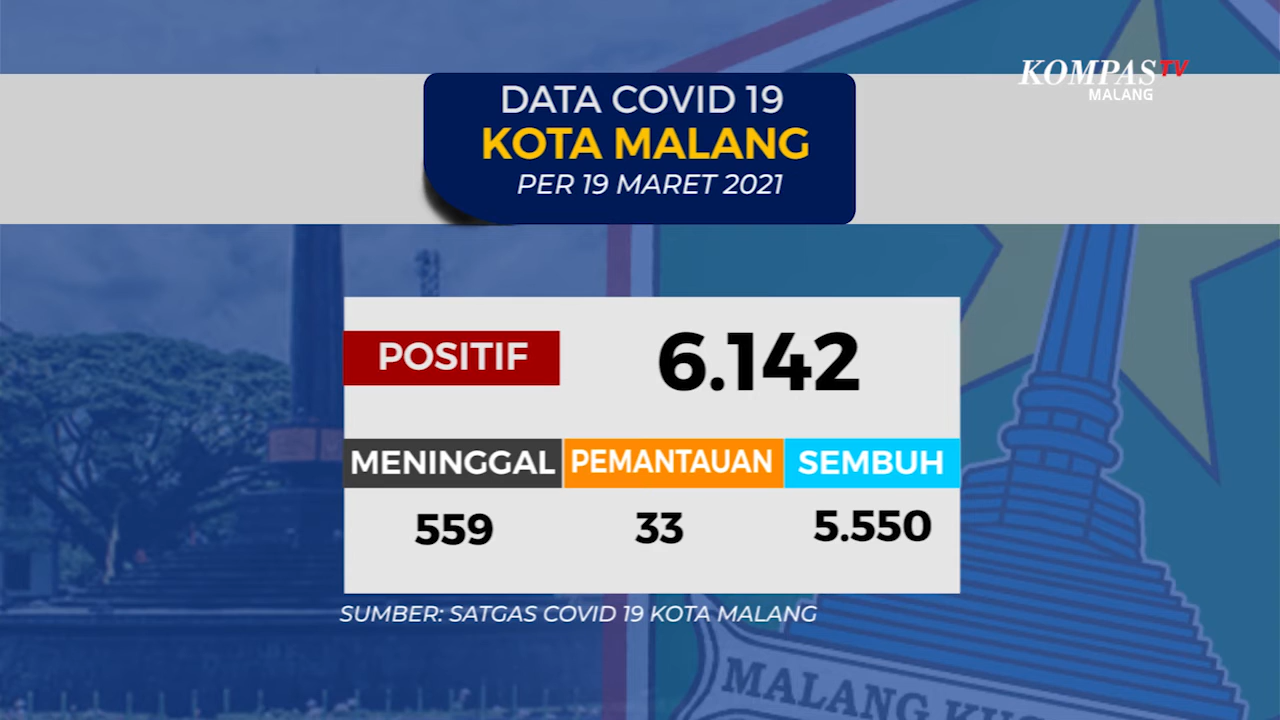 KOMPASTV
MALANG
DATA COVID 19
KOTA MALANG
PER 19 MARET 2021
POSITIF
6.142
MENINGGAL PEMANTAUAN SEMBUH
559 33 5.550
SUMBER: SATGAS COVID 19 KOTA MALANG
MALANG